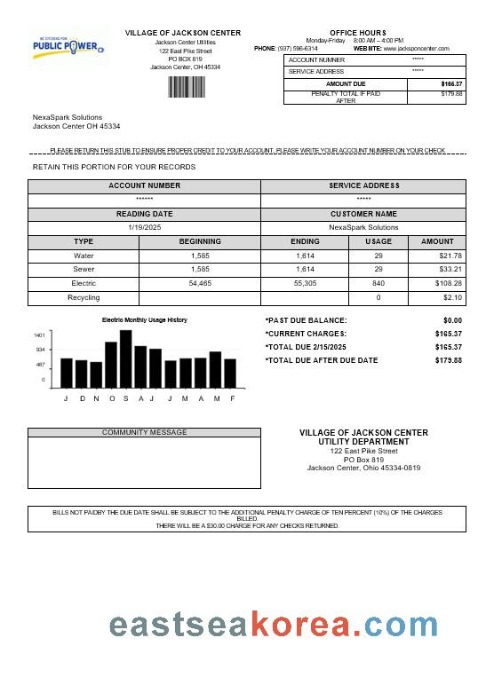 PUBLIC POWER
VILLAGE OF JACKSON CENTER
Jackson Center Utilities
122 East Pike Street
PO BOX 819
Jackson Center, OH 45334
OFFICE HOURS
Monday-Friday 8:00 AM – 4:00 PM
PHONE: (937) 596-6314 WEBSITE: www.jacksoncenter.com
ACCOUNT NUMNER *****
SERVICE ADDRESS *****
AMOUNT DUE $165.37
PENALTY TOTAL IF PAID AFTER $179.88
NexaSpark Solutions
Jackson Center OH 45334
PLEASE RETURN THIS STUB TO ENSURE PROPER CREDIT TO YOUR ACCOUNT. PLEASE WRITE YOUR ACCOUNT NUMBER ON YOUR CHECK
RETAIN THIS PORTION FOR YOUR RECORDS
ACCOUNT NUMBER SERVICE ADDRESS
****** *****
READING DATE CUSTOMER NAME
1/19/2025 NexaSpark Solutions
TYPE BEGINNING ENDING USAGE AMOUNT
Water 1,585 1,614 29 $21.78
Sewer 1,585 1,614 29 $33.21
Electric 54,465 55,305 840 $108.28
Recycling 0 $2.10
Electric Monthly Usage History
1401
934
467
0
J D N O S A J J M A M F
*PAST DUE BALANCE: $0.00
*CURRENT CHARGES: $165.37
*TOTAL DUE 2/15/2025 $165.37
*TOTAL DUE AFTER DUE DATE $179.88
COMMUNITY MESSAGE
VILLAGE OF JACKSON CENTER
UTILITY DEPARTMENT
122 East Pike Street
PO Box 819
Jackson Center, Ohio 45334-0819
BILLS NOT PAIDBY THE DUE DATE SHALL BE SUBJECT TO THE ADDITIONAL PENALTY CHARGE OF TEN PERCENT (10%) OF THE CHARGES
BILLED.
THERE WILL BE A $30.00 CHARGE FOR ANY CHECKS RETURNED.
eastseakorea.com